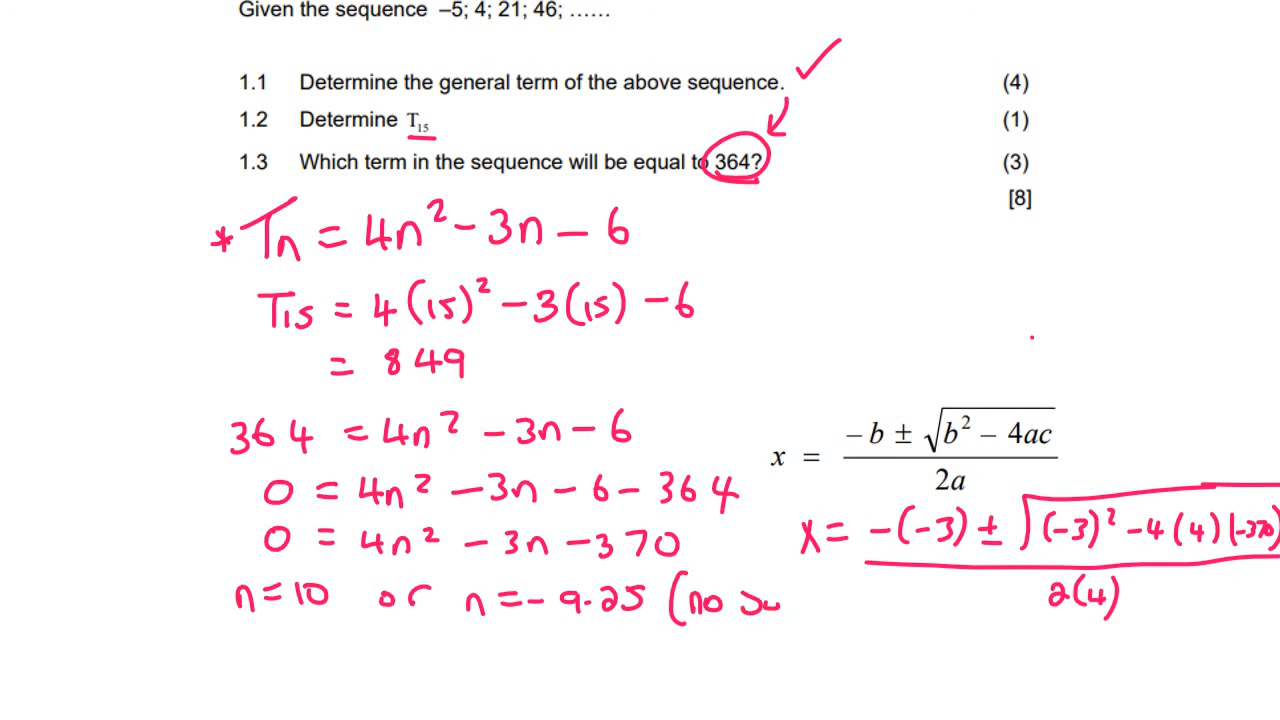 Given the sequence –5; 4; 21; 46; ……
1.1 Determine the general term of the above sequence. (4)
1.2 Determine T₁₅ (1)
1.3 Which term in the sequence will be equal to 364? (3)
[8]
* Tn = 4n² - 3n - 6
T15 = 4(15)² - 3(15) - 6
= 849
364 = 4n² - 3n - 6
0 = 4n² - 3n - 6 - 364
0 = 4n² - 3n - 370
n = 10 or n = -9.25 (no su
x = (-b ± √(b² - 4ac)) / 2a
x = (-(-3) ± √((-3)² - 4(4)(-370))) / 2(4)